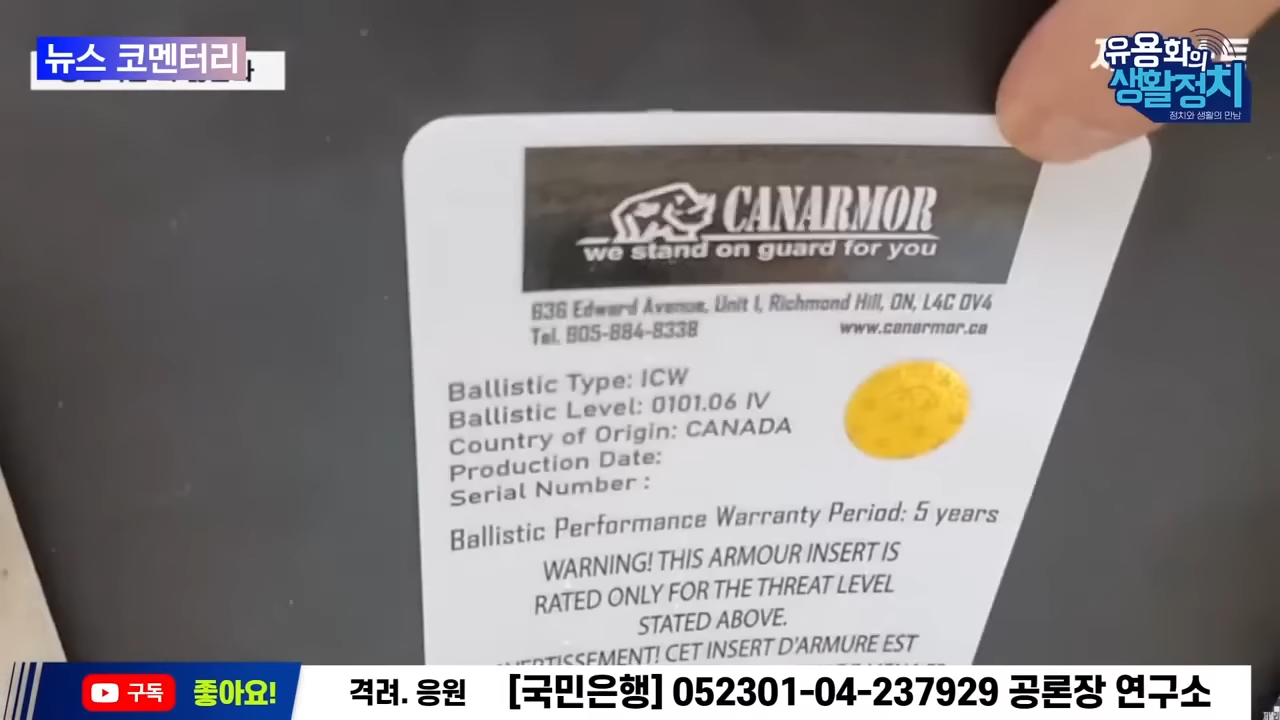 뉴스 코멘터리
유용화의
생활정치
정치와 생활의 만남
CANARMOR
we stand on guard for you
636 Edward Avenue, Unit I, Richmond Hill, ON, L4C 0V4
Tel. 905-884-8338 www.canarmor.ca
Ballistic Type: ICW
Ballistic Level: 0101.06 IV
Country of Origin: CANADA
Production Date:
Serial Number :
Ballistic Performance Warranty Period: 5 years
WARNING! THIS ARMOUR INSERT IS
RATED ONLY FOR THE THREAT LEVEL
STATED ABOVE.
CET INSERT D'ARMURE EST
구독 좋아요! 격려. 응원 [국민은행] 052301-04-237929 공론장 연구소